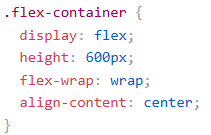 .flex-container {
  display: flex;
  height: 600px;
  flex-wrap: wrap;
  align-content: center;
}